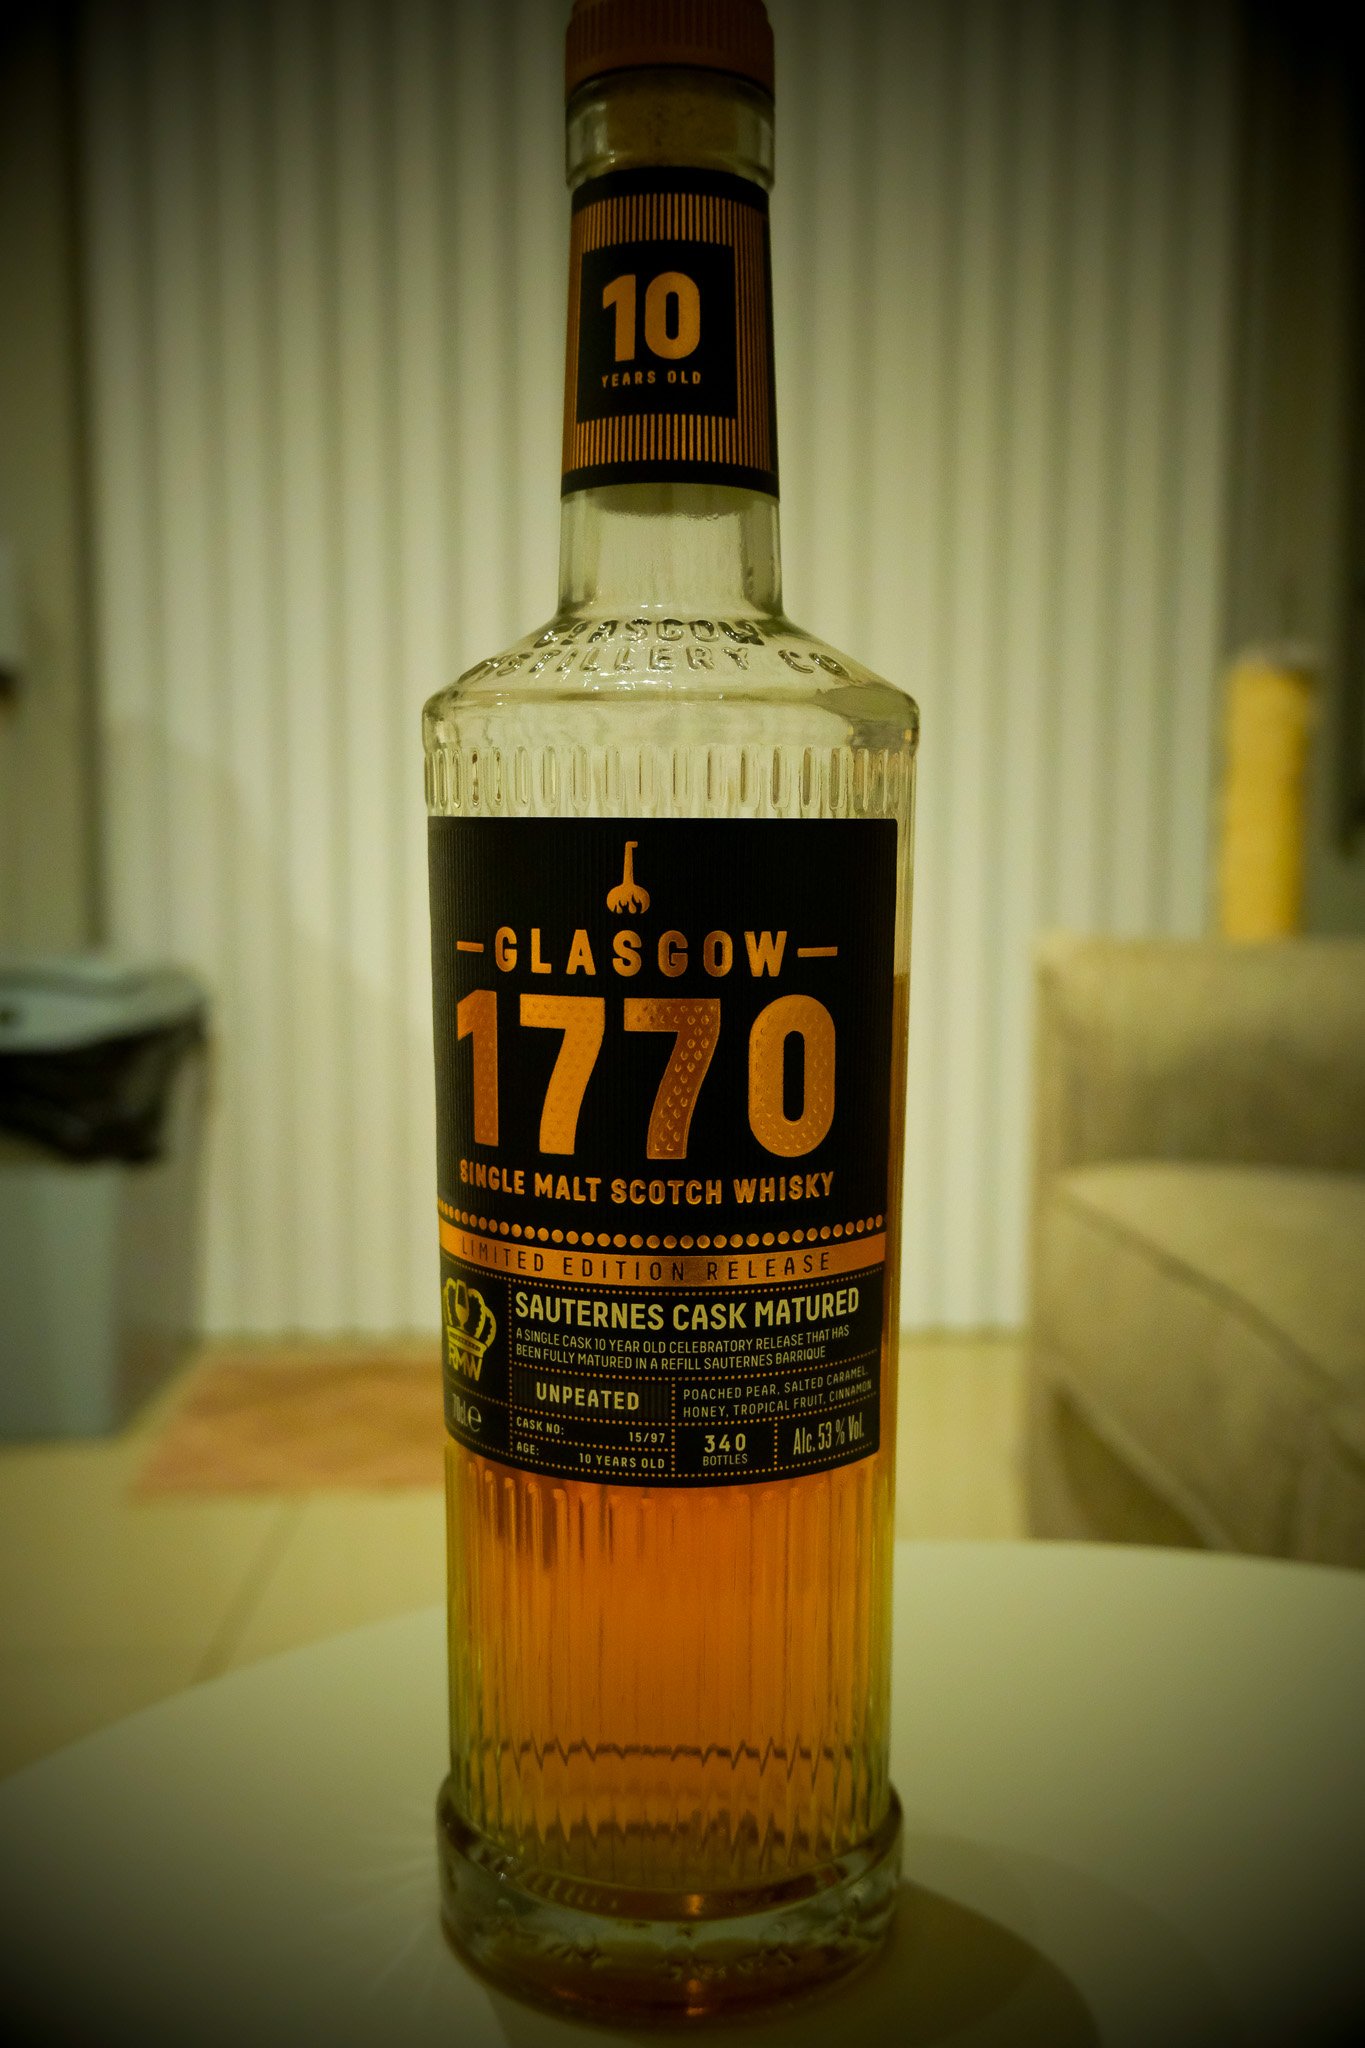 10
YEARS OLD
GLASGOW
DISTILLERY CO
GLASGOW
1770
SINGLE MALT SCOTCH WHISKY
LIMITED EDITION RELEASE
RMW
SAUTERNES CASK MATURED
A SINGLE CASK 10 YEAR OLD CELEBRATORY RELEASE THAT HAS
BEEN FULLY MATURED IN A REFILL SAUTERNES BARRIQUE
UNPEATED
POACHED PEAR, SALTED CARAMEL,
HONEY, TROPICAL FRUIT, CINNAMON
70cl e
CASK NO: 15/97
AGE: 10 YEARS OLD
340
BOTTLES
Alc. 53 % Vol.